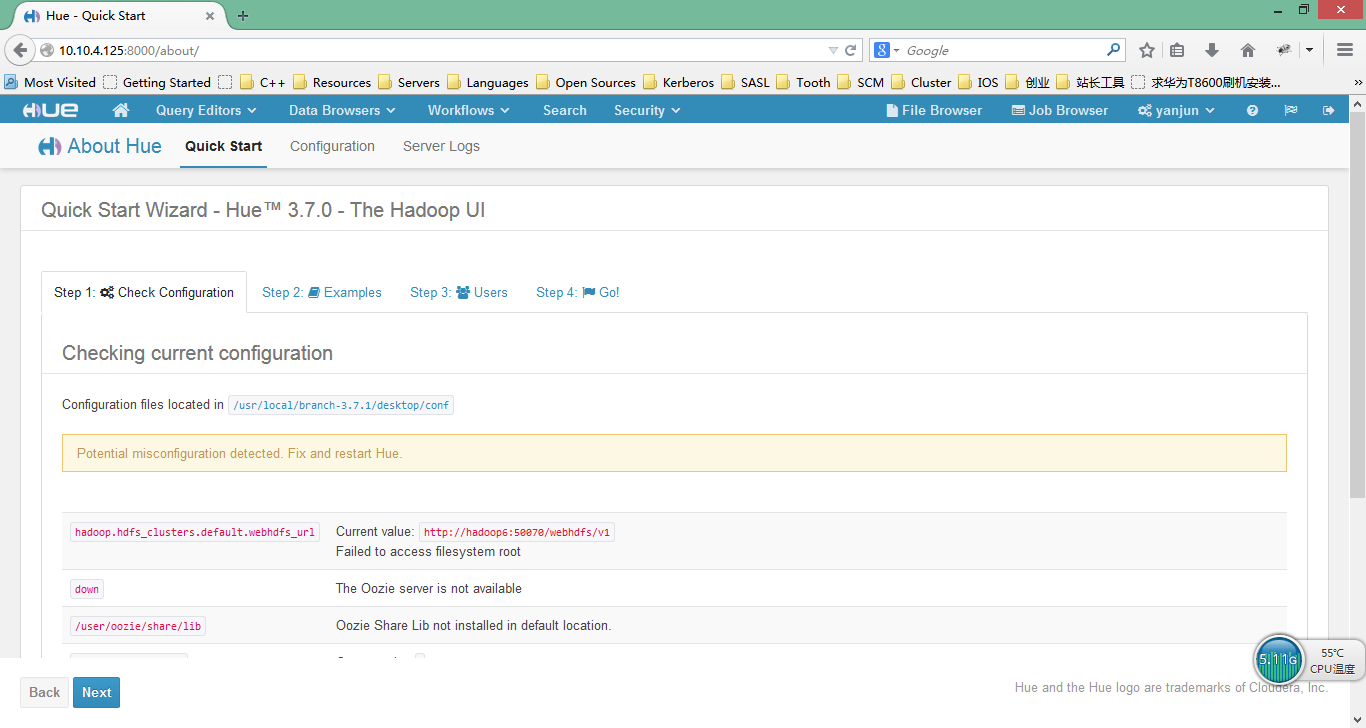 Hue - Quick Start
10.10.4.125:8000/about/
Google
Most Visited Getting Started C++ Resources Servers Languages Open Sources Kerberos SASL Tooth SCM Cluster IOS 创业 站长工具 求华为T8600刷机安装...
HUE Query Editors Data Browsers Workflows Search Security File Browser Job Browser yanjun
About Hue Quick Start Configuration Server Logs
Quick Start Wizard - Hue™ 3.7.0 - The Hadoop UI
Step 1: Check Configuration Step 2: Examples Step 3: Users Step 4: Go!
Checking current configuration
Configuration files located in /usr/local/branch-3.7.1/desktop/conf
Potential misconfiguration detected. Fix and restart Hue.
hadoop.hdfs_clusters.default.webhdfs_url Current value: http://hadoop6:50070/webhdfs/v1
Failed to access filesystem root
down The Oozie server is not available
/user/oozie/share/lib Oozie Share Lib not installed in default location.
5.11G 55℃
CPU温度
Back Next
Hue and the Hue logo are trademarks of Cloudera, Inc.